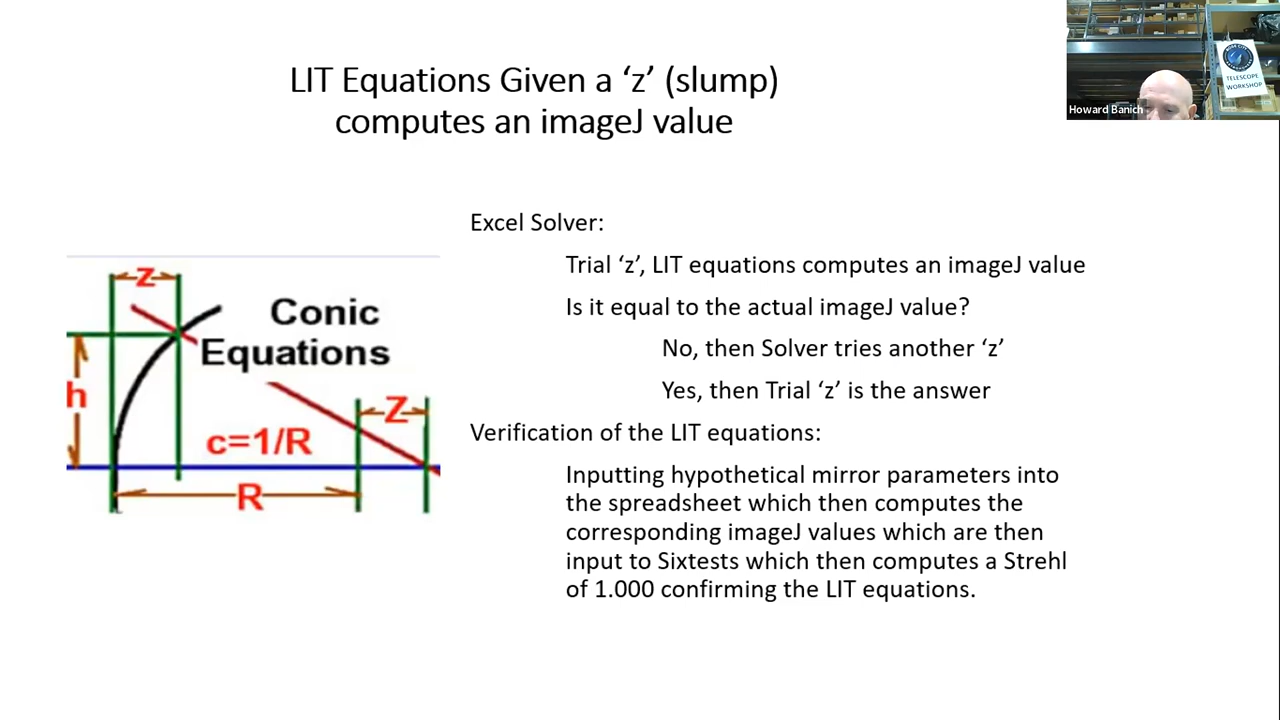 LIT Equations Given a ‘z’ (slump)
computes an imageJ value
Howard Banich
TELESCOPE
WORKSHOP
Excel Solver:
Trial ‘z’, LIT equations computes an imageJ value
Is it equal to the actual imageJ value?
No, then Solver tries another ‘z’
Yes, then Trial ‘z’ is the answer
Verification of the LIT equations:
Inputting hypothetical mirror parameters into
the spreadsheet which then computes the
corresponding imageJ values which are then
input to Sixtests which then computes a Strehl
of 1.000 confirming the LIT equations.
z
Conic
Equations
h
Z
c=1/R
R